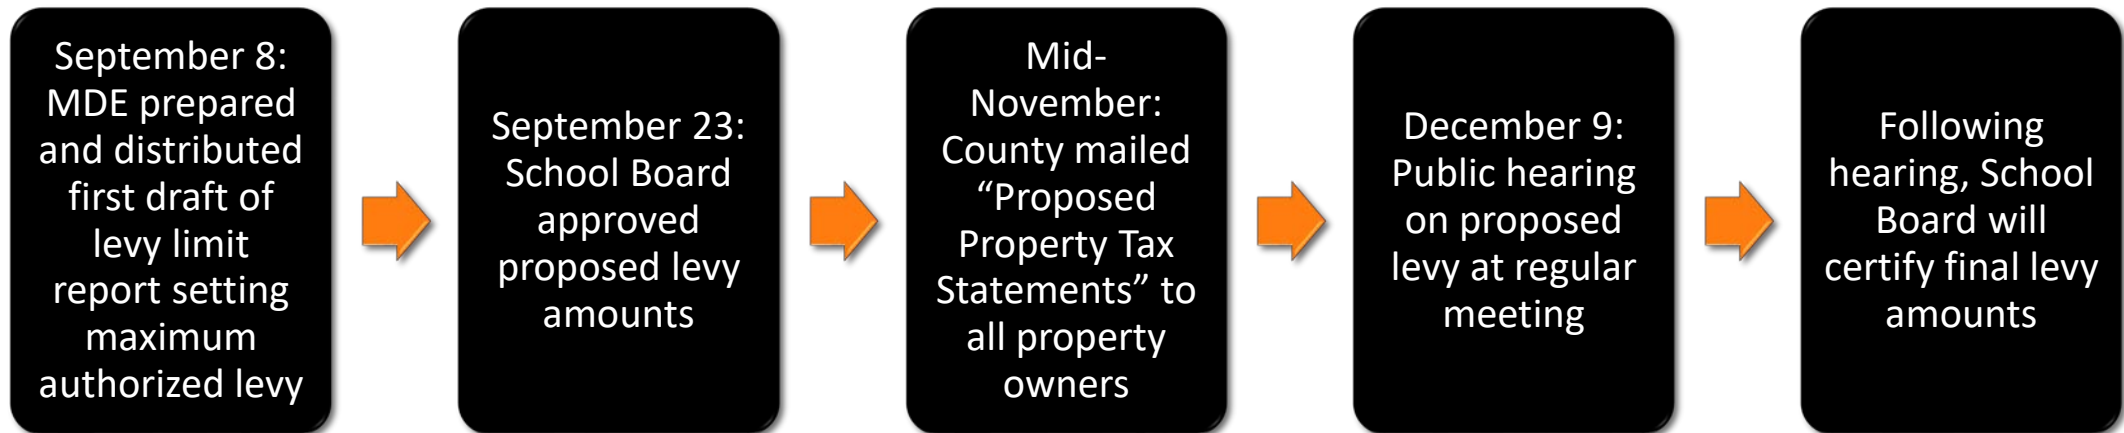 September 8:
MDE prepared
and distributed
first draft of
levy limit
report setting
maximum
authorized levy
September 23:
School Board
approved
proposed levy
amounts
Mid-
November:
County mailed
“Proposed
Property Tax
Statements” to
all property
owners
December 9:
Public hearing
on proposed
levy at regular
meeting
Following
hearing, School
Board will
certify final levy
amounts